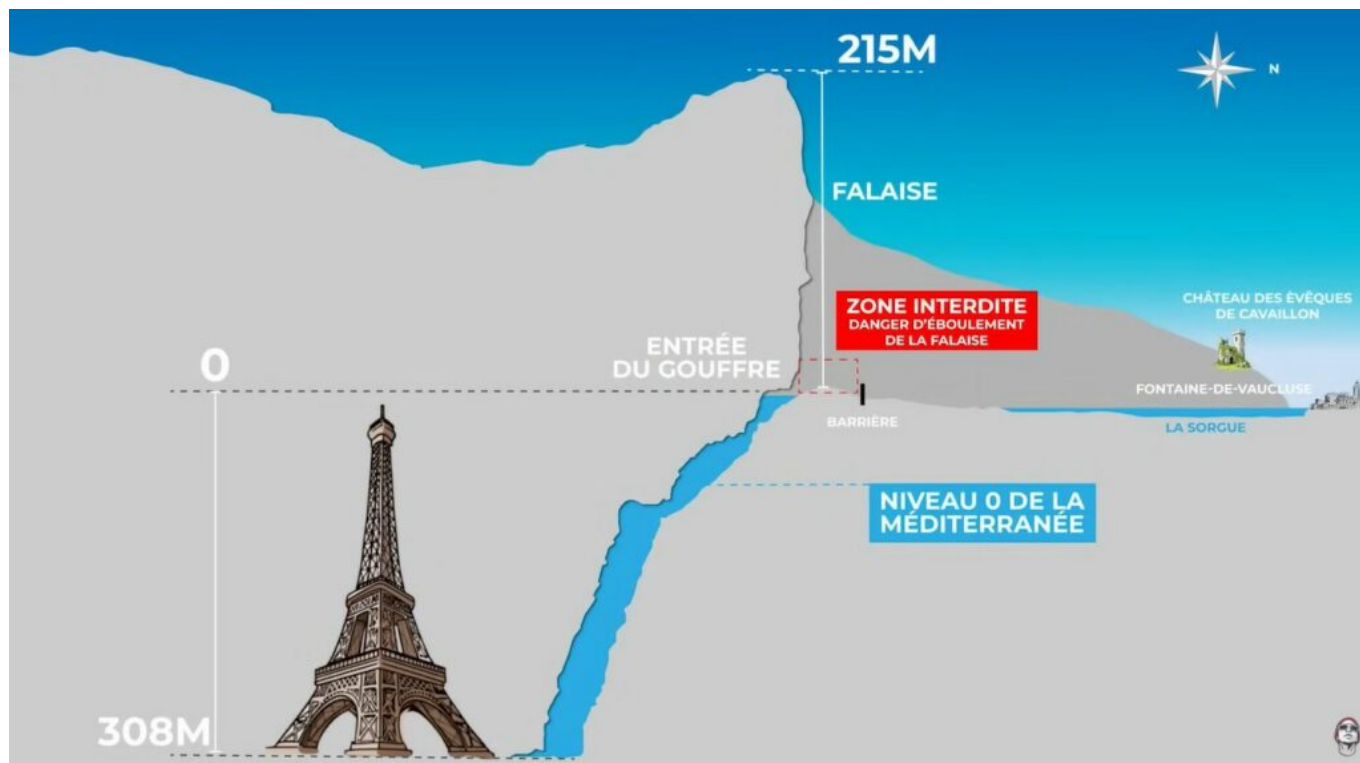 215M
N
FALAISE
CHÂTEAU DES ÈVÊQUES
DE CAVAILLON
ZONE INTERDITE
DANGER D'ÉBOULEMENT
DE LA FALAISE
ENTRÉE
DU GOUFFRE
0
FONTAINE-DE-VAUCLUSE
BARRIÈRE
LA SORGUE
NIVEAU 0 DE LA
MÉDITERRANÉE
308M